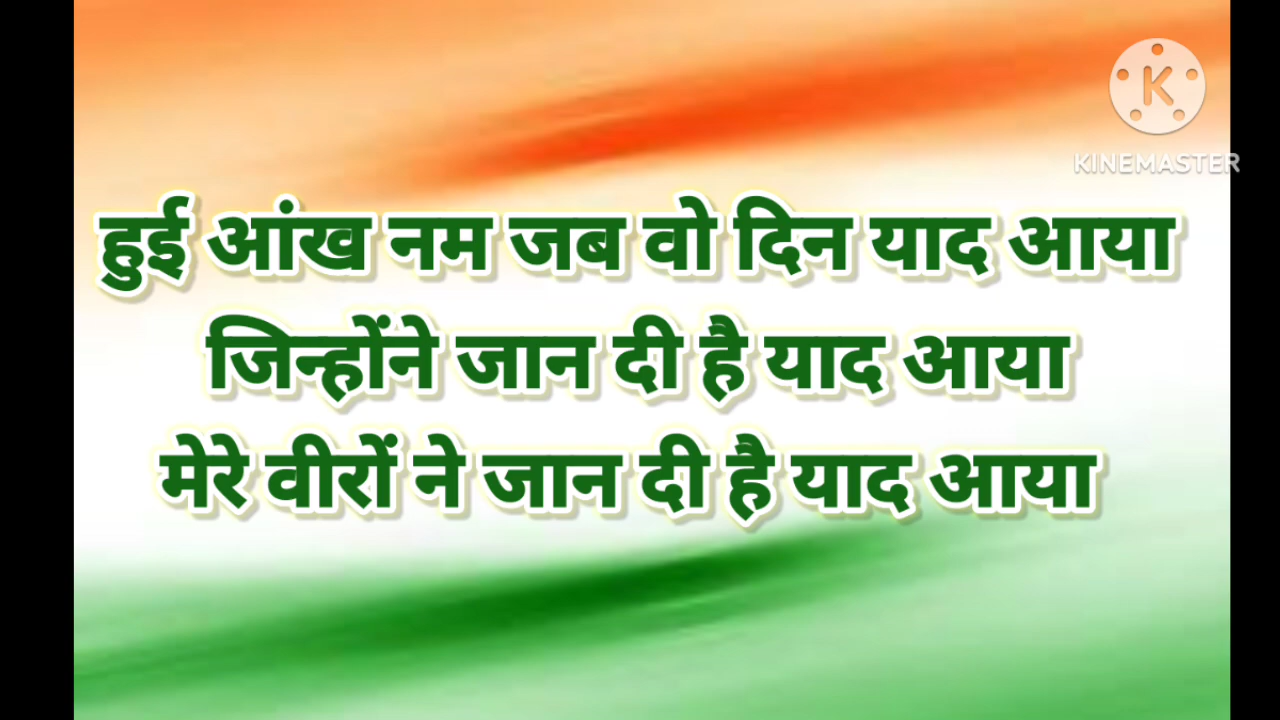 KINEMASTER
हुई आंख नम जब वो दिन याद आया
जिन्होंने जान दी है याद आया
मेरे वीरों ने जान दी है याद आया